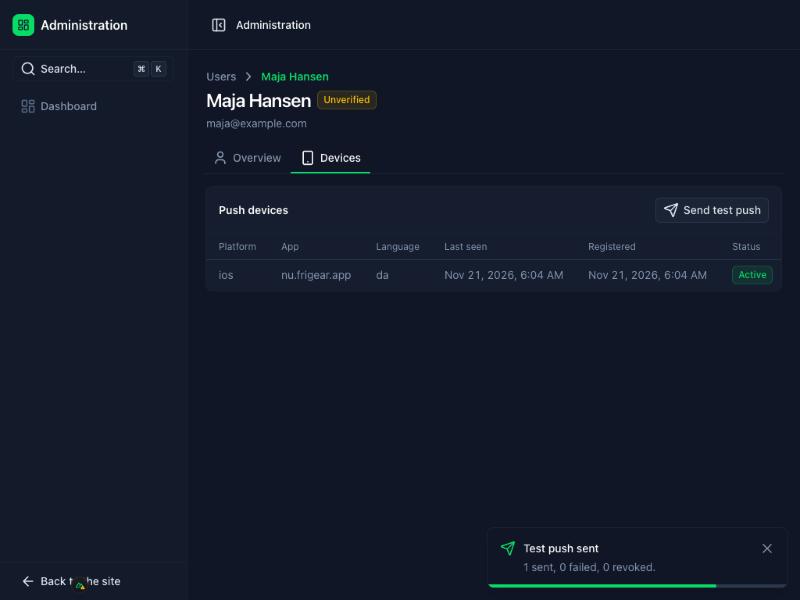 Administration
Administration
Search...
⌘ K
Dashboard
Users
Maja Hansen
Maja Hansen
Unverified
maja@example.com
Overview
Devices
Push devices
Send test push
Platform App Language Last seen Registered Status
ios nu.frigear.app da Nov 21, 2026, 6:04 AM Nov 21, 2026, 6:04 AM Active
Test push sent
1 sent, 0 failed, 0 revoked.
Back to the site